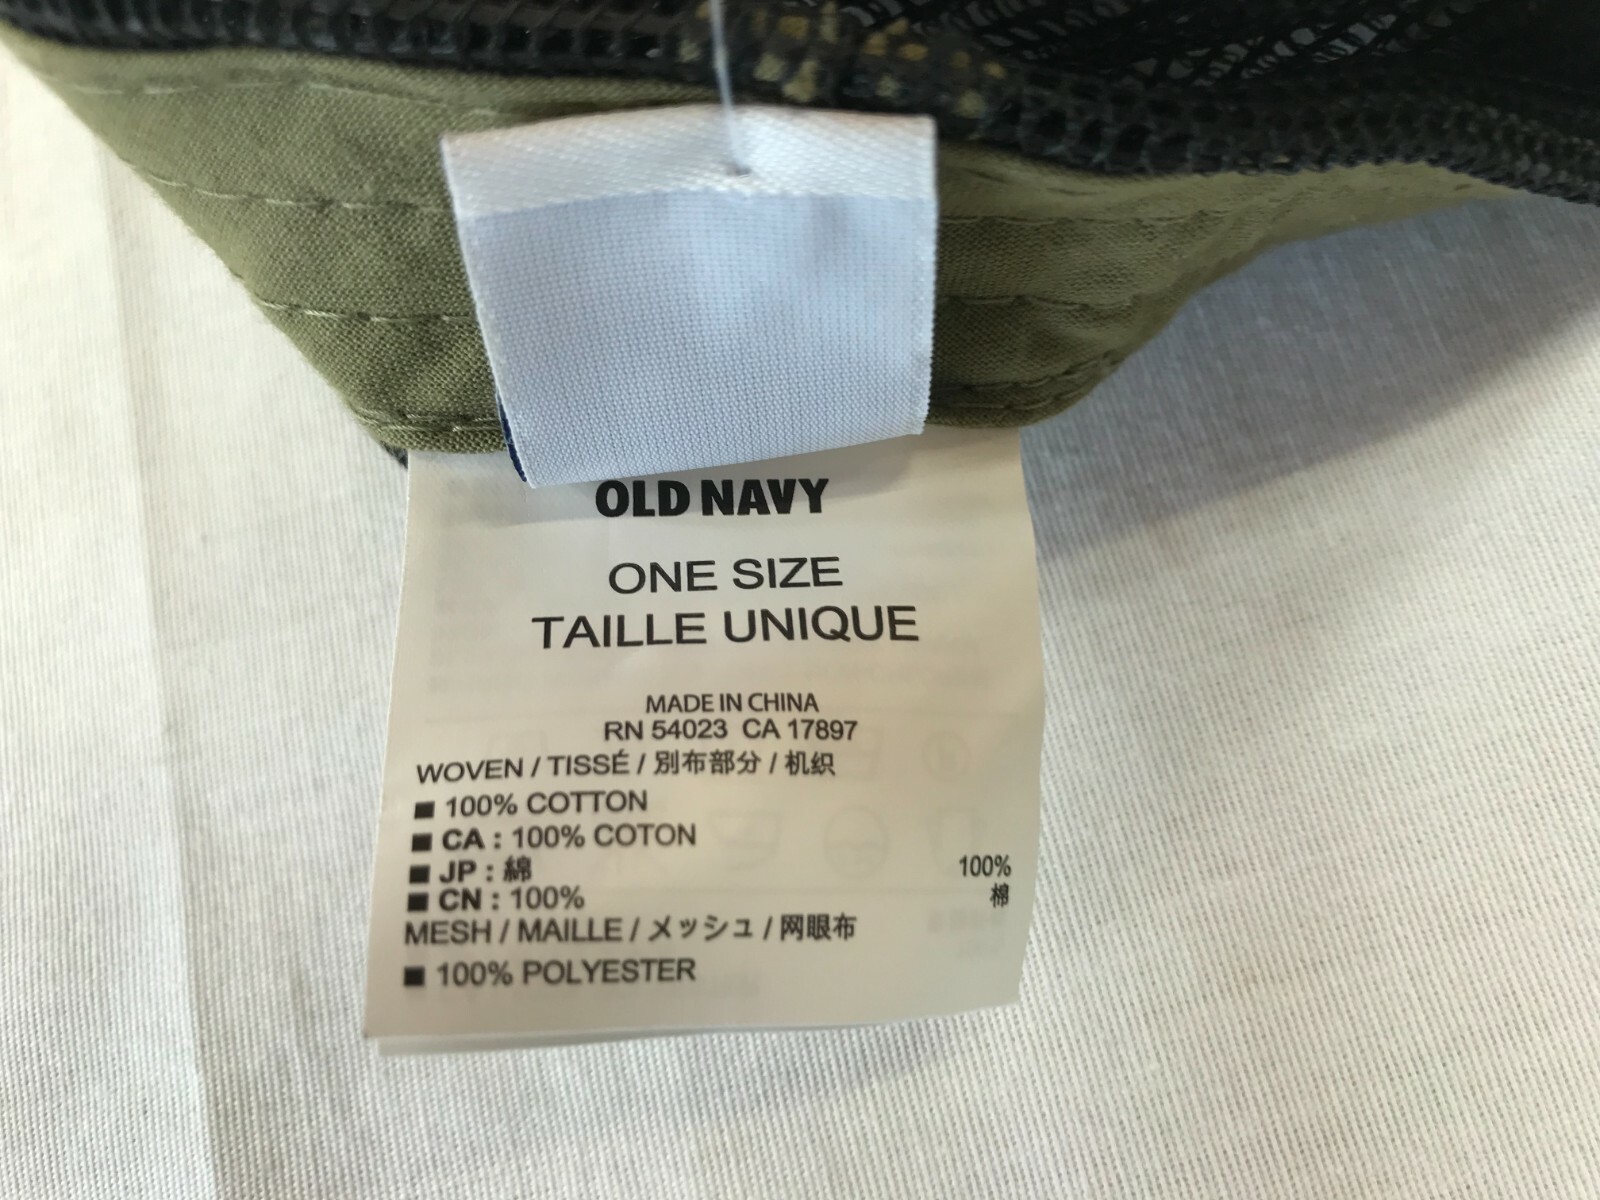 OLD NAVY
ONE SIZE
TAILLE UNIQUE
MADE IN CHINA
RN 54023 CA 17897
WOVEN / TISSÉ / 別布部分 / 机织
■ 100% COTTON
■ CA : 100% COTON
■ JP : 綿 100%
■ CN : 100% 棉
MESH / MAILLE / メッシュ / 网眼布
■ 100% POLYESTER